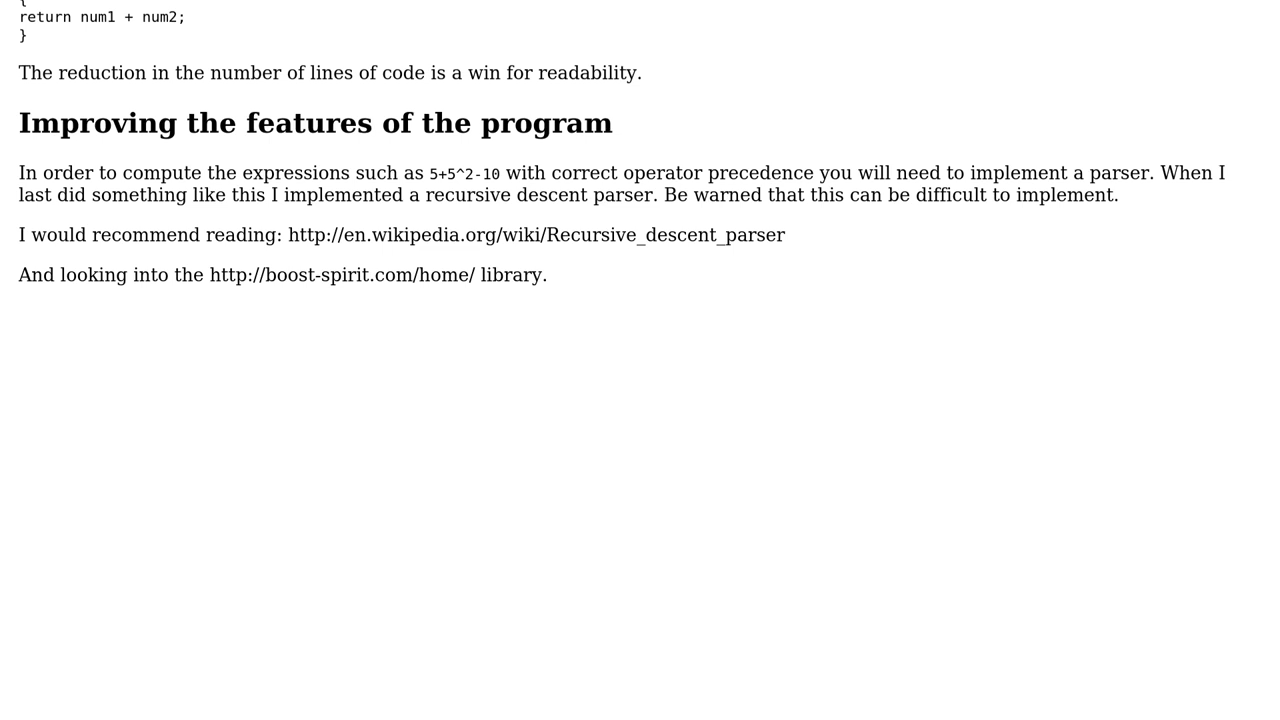 {
return num1 + num2;
}
The reduction in the number of lines of code is a win for readability.
Improving the features of the program
In order to compute the expressions such as 5+5^2-10 with correct operator precedence you will need to implement a parser. When I
last did something like this I implemented a recursive descent parser. Be warned that this can be difficult to implement.
I would recommend reading: http://en.wikipedia.org/wiki/Recursive_descent_parser
And looking into the http://boost-spirit.com/home/ library.